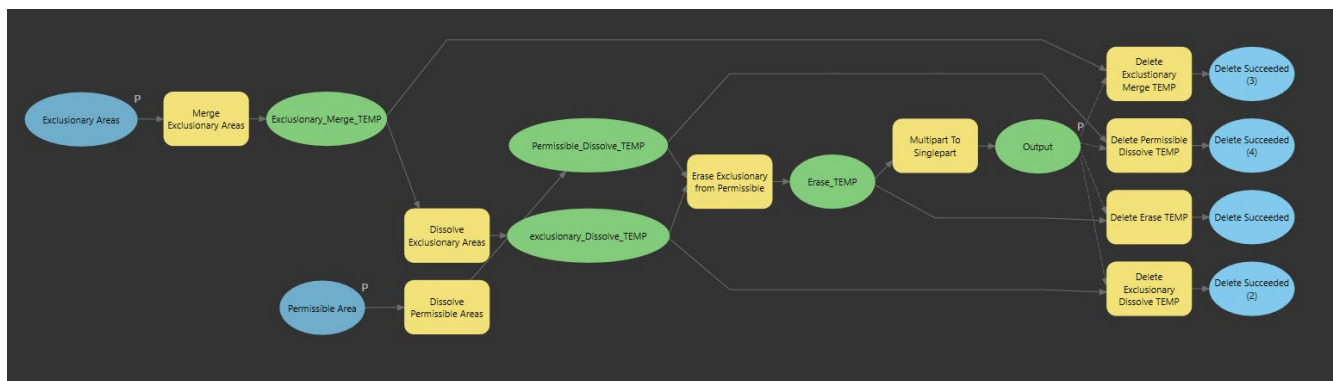 P
Exclusionary Areas
Merge
Exclusionary Areas
Exclusionary_Merge_TEMP
Permissible Area
P
Dissolve
Exclusionary Areas
Dissolve
Permissible Areas
Permissible_Dissolve_TEMP
exclusionary_Dissolve_TEMP
Erase Exclusionary
from Permissible
Erase_TEMP
Multipart To
Singlepart
Output
P
Delete
Exclustionary
Merge TEMP
Delete Succeeded
(3)
Delete Permissible
Dissolve TEMP
Delete Succeeded
(4)
Delete Erase TEMP
Delete Succeeded
Delete
Exclusionary
Dissolve TEMP
Delete Succeeded
(2)